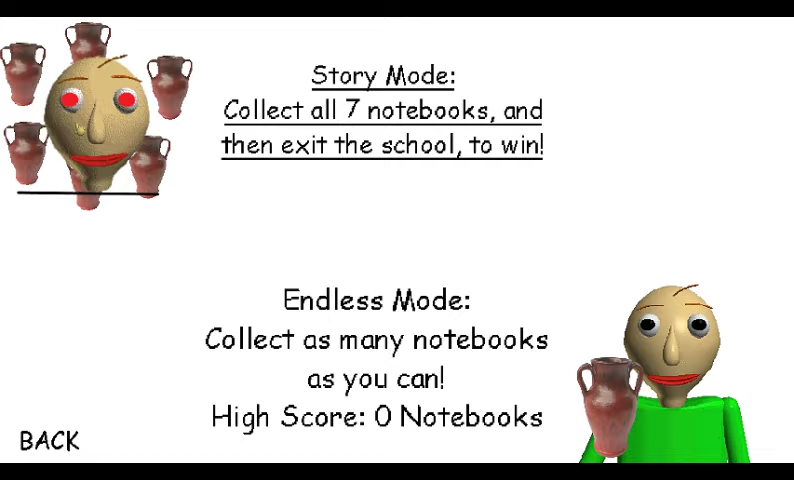 Story Mode:
Collect all 7 notebooks, and
then exit the school, to win!
Endless Mode:
Collect as many notebooks
as you can!
High Score: 0 Notebooks
BACK